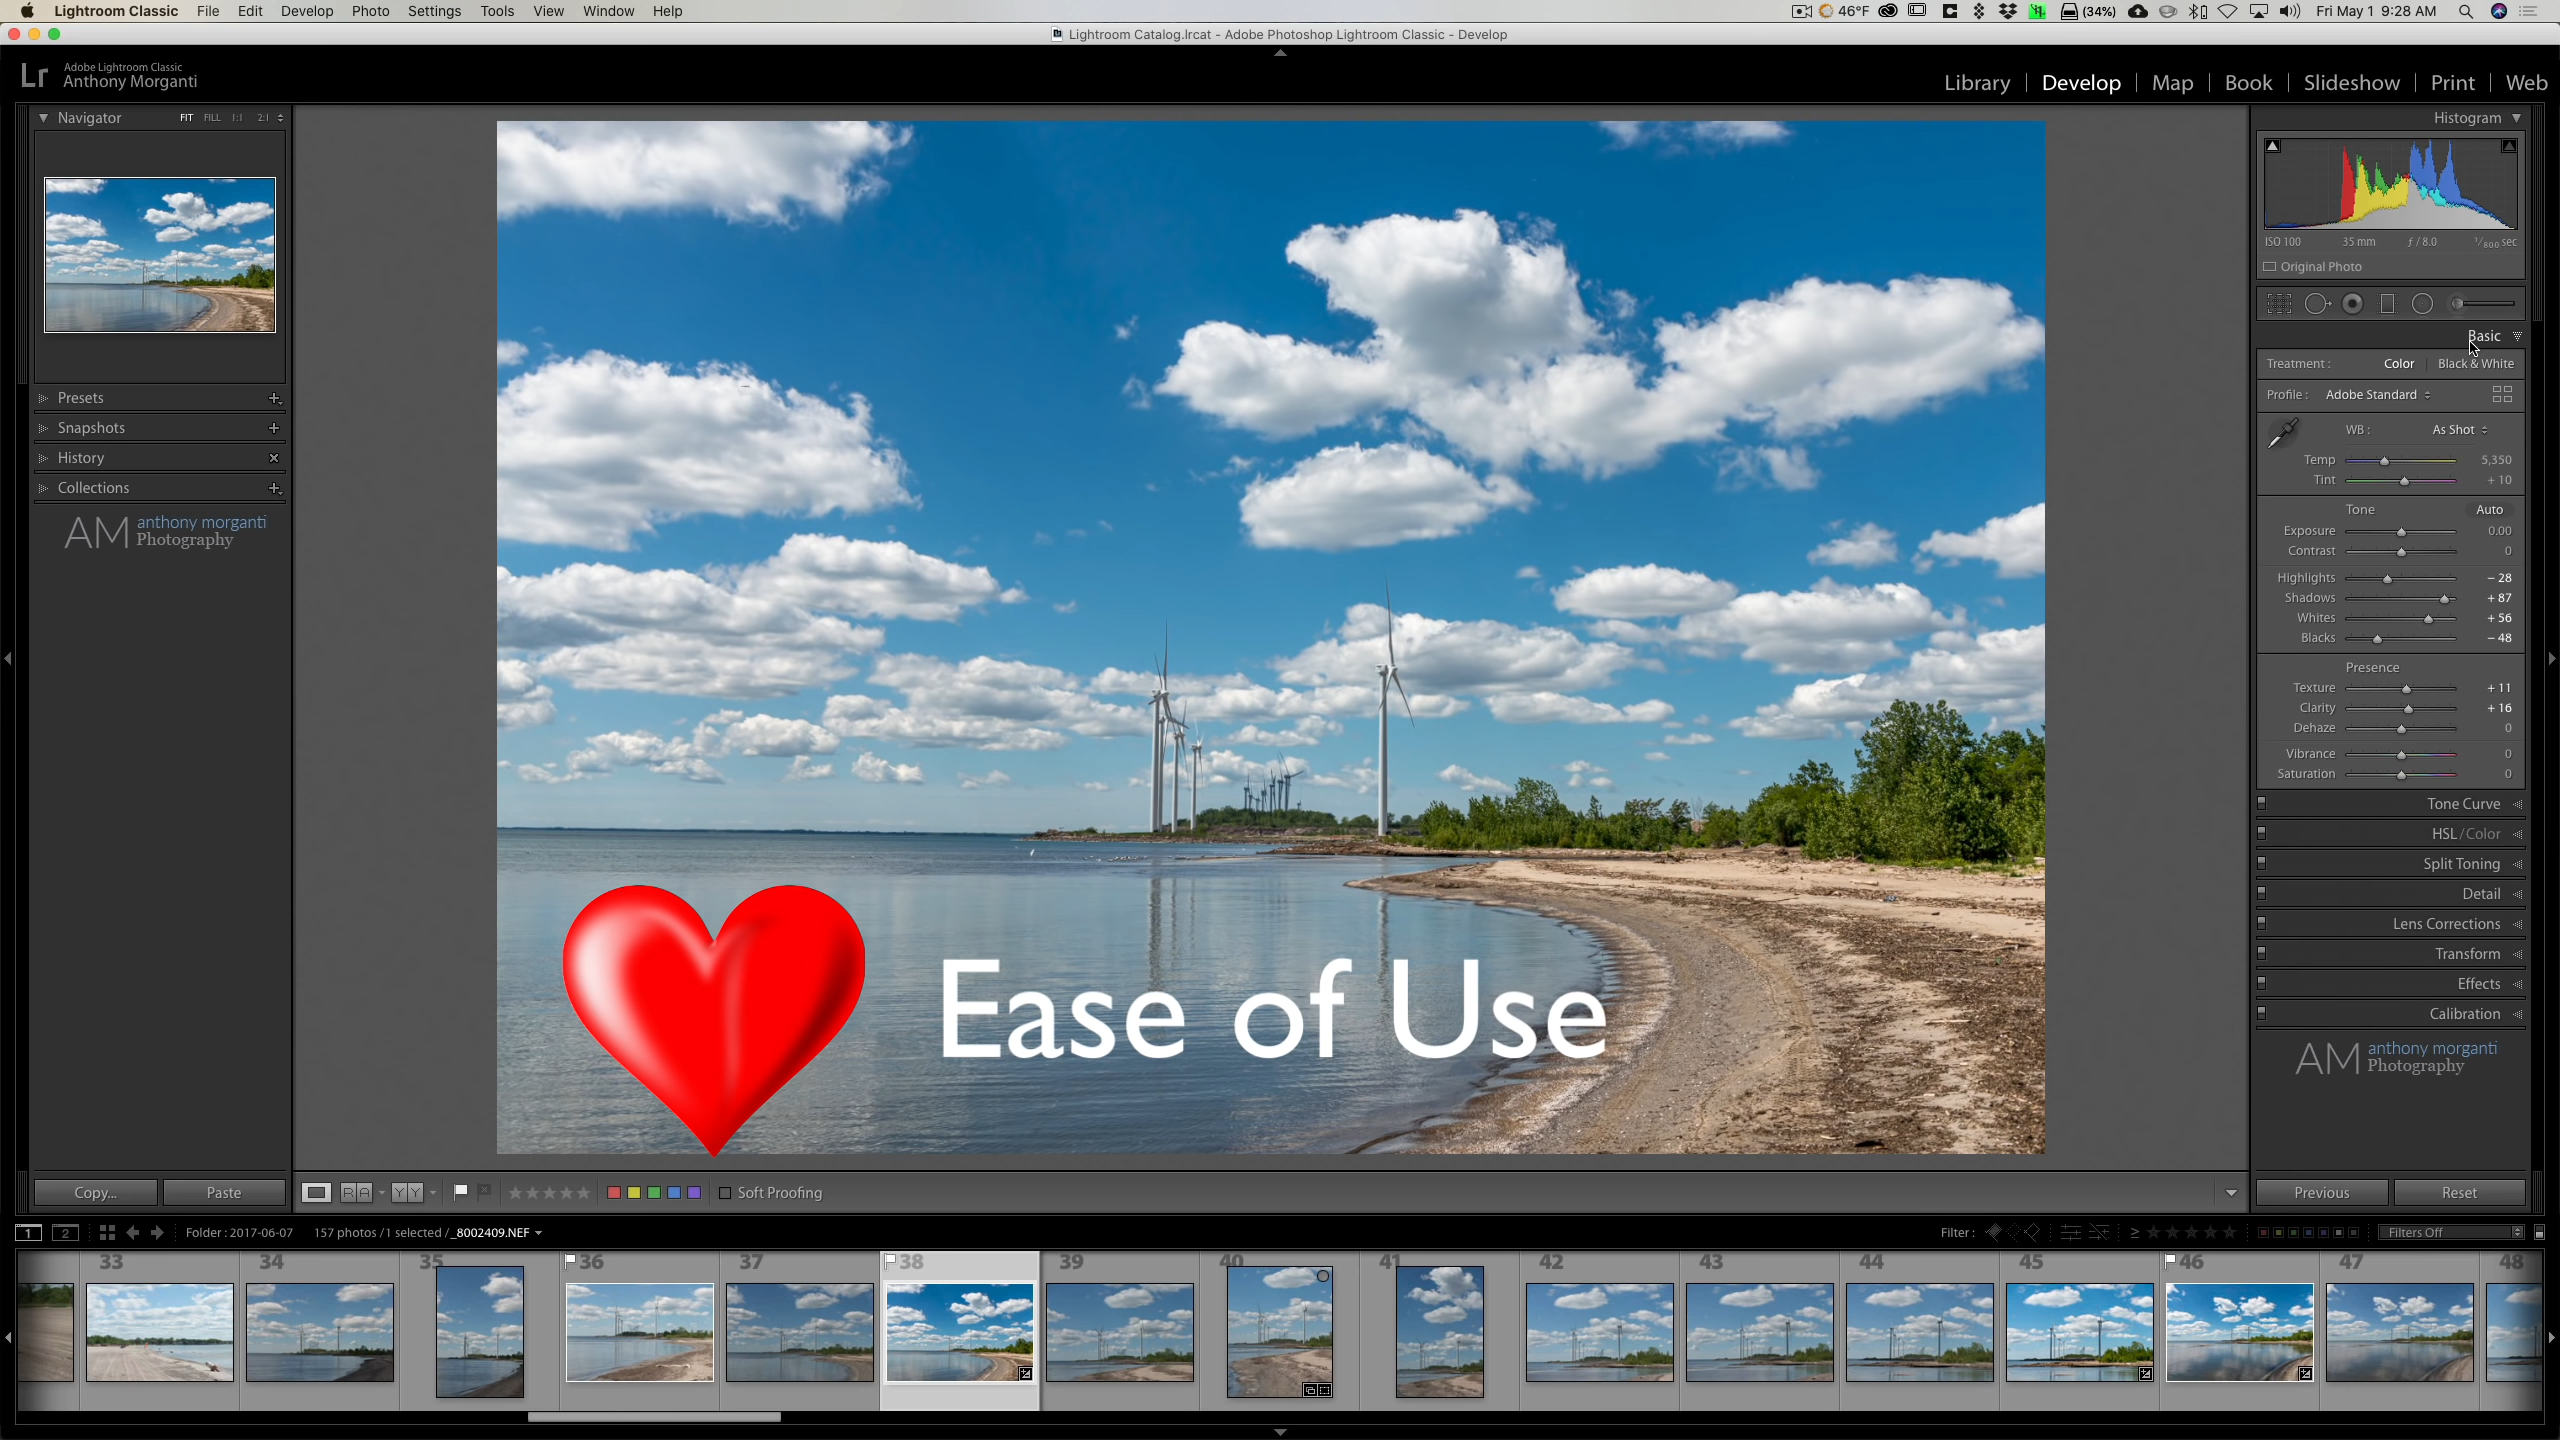 Lightroom Classic File Edit Develop Photo Settings Tools View Window Help
46°F (34%) Fri May 1 9:28 AM
Lightroom Catalog.lrcat - Adobe Photoshop Lightroom Classic - Develop
Lr Adobe Lightroom Classic
Anthony Morganti
Library | Develop | Map | Book | Slideshow | Print | Web
Navigator FIT FILL 1:1 2:1
Presets
Snapshots
History
Collections
AM anthony morganti
Photography
Histogram
ISO 100 35 mm ƒ / 8.0 1/800 sec
Original Photo
Basic
Treatment : Color Black & White
Profile : Adobe Standard
WB : As Shot
Temp 5,350
Tint + 10
Tone Auto
Exposure 0.00
Contrast 0
Highlights − 28
Shadows + 87
Whites + 56
Blacks − 48
Presence
Texture + 11
Clarity + 16
Dehaze 0
Vibrance 0
Saturation 0
Tone Curve
HSL / Color
Split Toning
Detail
Lens Corrections
Transform
Effects
Calibration
AM anthony morganti
Photography
Ease of Use
Copy... Paste
R A Y Y Soft Proofing
Previous Reset
1 2 Folder : 2017-06-07 157 photos / 1 selected / _8002409.NEF
Filter : ≥ Filters Off
33 34 35 36 37 38 39 40 41 42 43 44 45 46 47 48